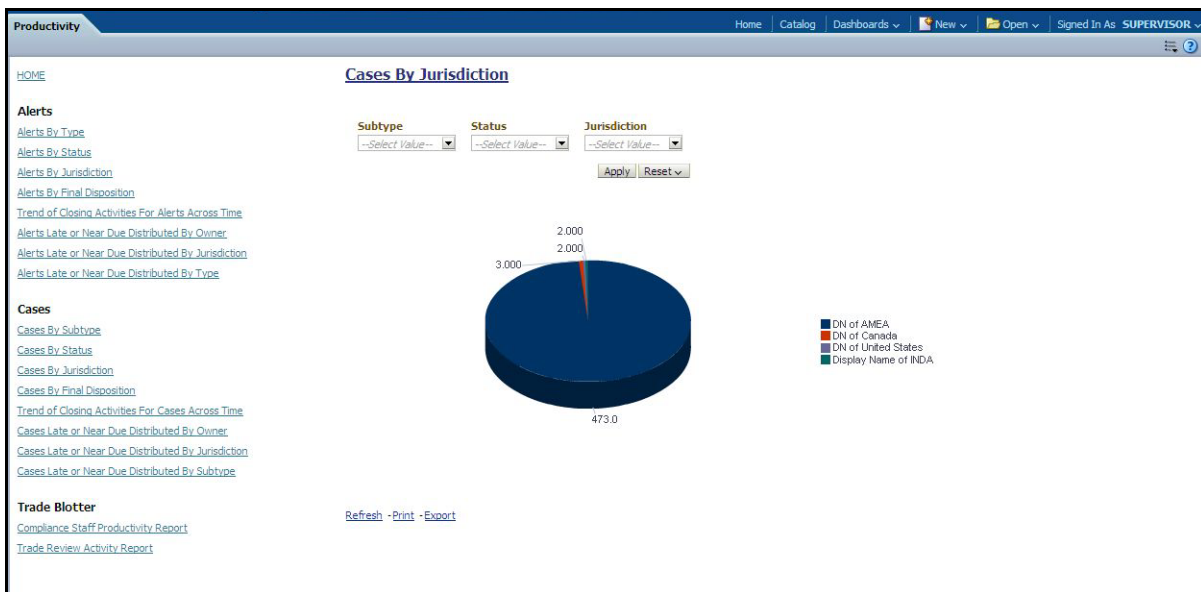 Productivity
Home Catalog Dashboards New Open Signed In As SUPERVISOR
HOME
Alerts
Alerts By Type
Alerts By Status
Alerts By Jurisdiction
Alerts By Final Disposition
Trend of Closing Activities For Alerts Across Time
Alerts Late or Near Due Distributed By Owner
Alerts Late or Near Due Distributed By Jurisdiction
Alerts Late or Near Due Distributed By Type
Cases
Cases By Subtype
Cases By Status
Cases By Jurisdiction
Cases By Final Disposition
Trend of Closing Activities For Cases Across Time
Cases Late or Near Due Distributed By Owner
Cases Late or Near Due Distributed By Jurisdiction
Cases Late or Near Due Distributed By Subtype
Trade Blotter
Compliance Staff Productivity Report
Trade Review Activity Report
Cases By Jurisdiction
Subtype Status Jurisdiction
--Select Value-- --Select Value-- --Select Value--
Apply Reset
2.000
2.000
3.000
473.0
DN of AMEA
DN of Canada
DN of United States
Display Name of INDA
Refresh - Print - Export